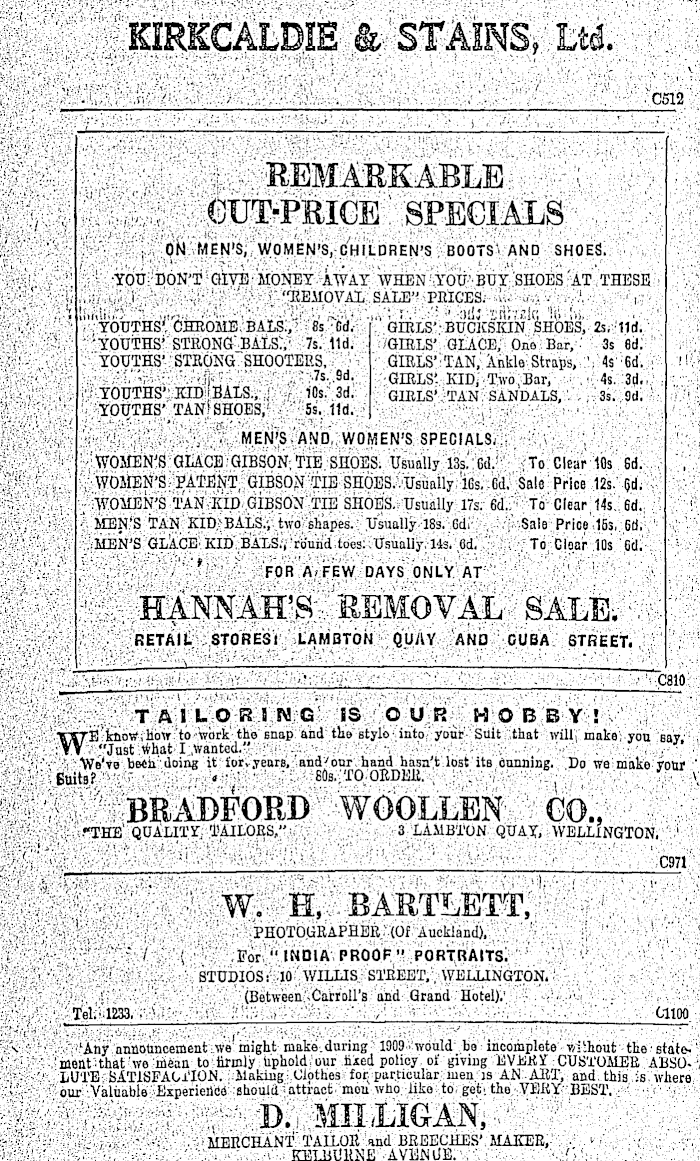 KIRKCALDIE & STAINS, Ltd.
C512
REMARKABLE
CUT-PRICE SPECIALS
ON MEN'S, WOMEN'S, CHILDREN'S BOOTS AND SHOES.
YOU DON'T GIVE MONEY AWAY WHEN YOU BUY SHOES AT THESE
"REMOVAL SALE" PRICES.
YOUTHS' CHROME BALS., 8s 6d.
YOUTHS' STRONG BALS., 7s. 11d.
YOUTHS' STRONG SHOOTERS,
7s. 9d.
YOUTHS' KID BALS., 10s. 3d.
YOUTHS' TAN SHOES, 5s. 11d.
GIRLS' BUCKSKIN SHOES, 2s. 11d.
GIRLS' GLACE, One Bar, 3s 8d.
GIRLS' TAN, Ankle Straps, 4s 6d.
GIRLS' KID, Two Bar, 4s. 3d.
GIRLS' TAN SANDALS, 3s. 9d.
MEN'S AND WOMEN'S SPECIALS.
WOMEN'S GLACE GIBSON TIE SHOES. Usually 13s. 6d. To Clear 10s 6d.
WOMEN'S PATENT GIBSON TIE SHOES. Usually 16s. 6d. Sale Price 12s. 6d.
WOMEN'S TAN KID GIBSON TIE SHOES. Usually 17s. 6d. To Clear 14s. 6d.
MEN'S TAN KID BALS., two shapes. Usually 18s. 6d. Sale Price 15s. 6d.
MEN'S GLACE KID BALS., round toes. Usually 14s. 6d. To Clear 10s 6d.
FOR A FEW DAYS ONLY AT
HANNAH'S REMOVAL SALE.
RETAIL STORES: LAMBTON QUAY AND CUBA STREET.
C810
TAILORING IS OUR HOBBY!
WE know how to work the snap and the style into your Suit that will make you say,
"Just what I wanted."
We've been doing it for years, and our hand hasn't lost its cunning. Do we make your
Suits? 80s. TO ORDER.
BRADFORD WOOLLEN CO.,
"THE QUALITY TAILORS," 3 LAMBTON QUAY, WELLINGTON,
C971
W. H, BARTLETT,
PHOTOGRAPHER (Of Auckland),
For "INDIA PROOF" PORTRAITS.
STUDIOS: 10 WILLIS STREET, WELLINGTON.
(Between Carroll's and Grand Hotel).
Tel. 1233. C1100
Any announcement we might make during 1909 would be incomplete without the state-
ment that we mean to firmly uphold our fixed policy of giving EVERY CUSTOMER ABSO-
LUTE SATISFACTION. Making Clothes for particular men is AN ART, and this is where
our Valuable Experience should attract men who like to get the VERY BEST.
D. MILLIGAN,
MERCHANT TAILOR and BREECHES' MAKER,
KELBURNE AVENUE.